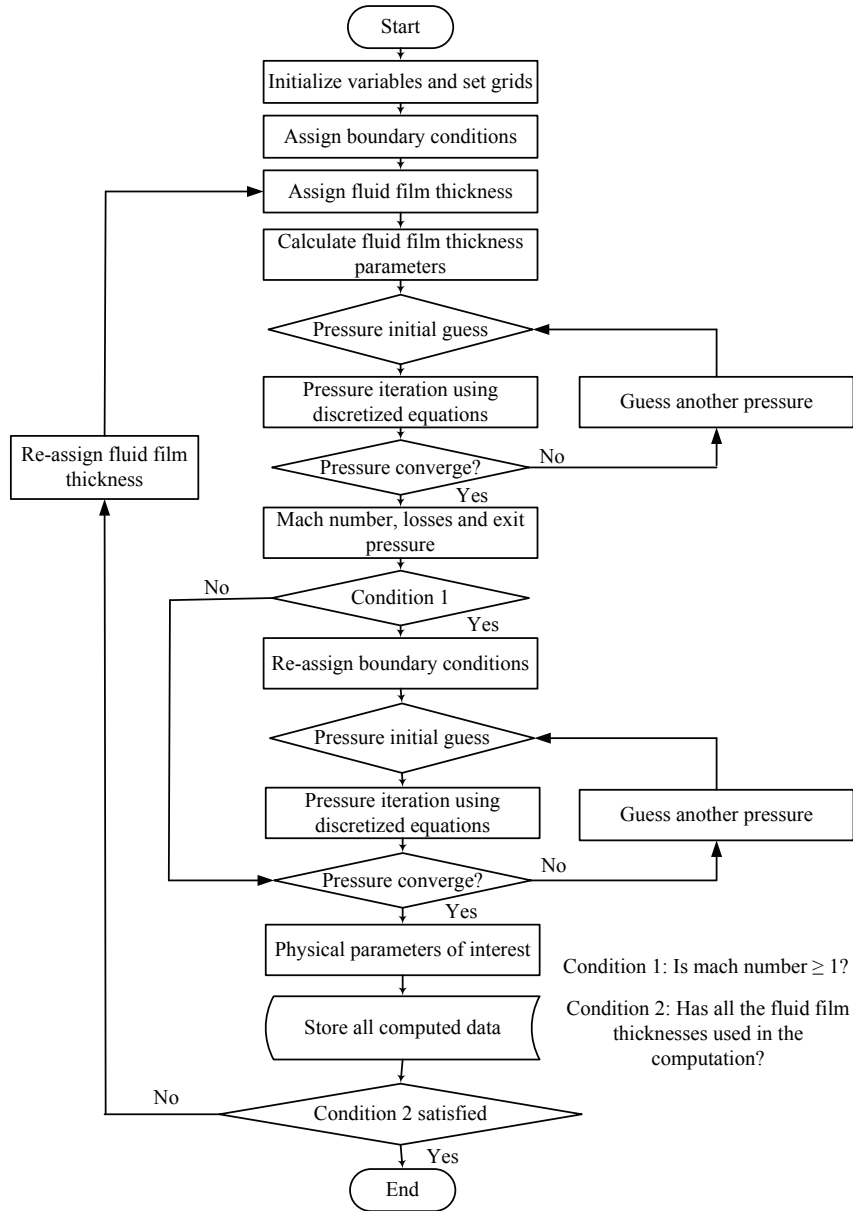 Start
Initialize variables and set grids
Assign boundary conditions
Assign fluid film thickness
Calculate fluid film thickness
parameters
Pressure initial guess
Pressure iteration using
discretized equations
Guess another pressure
Re-assign fluid film
thickness
Pressure converge?
No
Yes
Mach number, losses and exit
pressure
No
Condition 1
Yes
Re-assign boundary conditions
Pressure initial guess
Pressure iteration using
discretized equations
Guess another pressure
No
Pressure converge?
Yes
Physical parameters of interest
Condition 1: Is mach number ≥ 1?
Store all computed data
Condition 2: Has all the fluid film
thicknesses used in the
computation?
No
Condition 2 satisfied
Yes
End